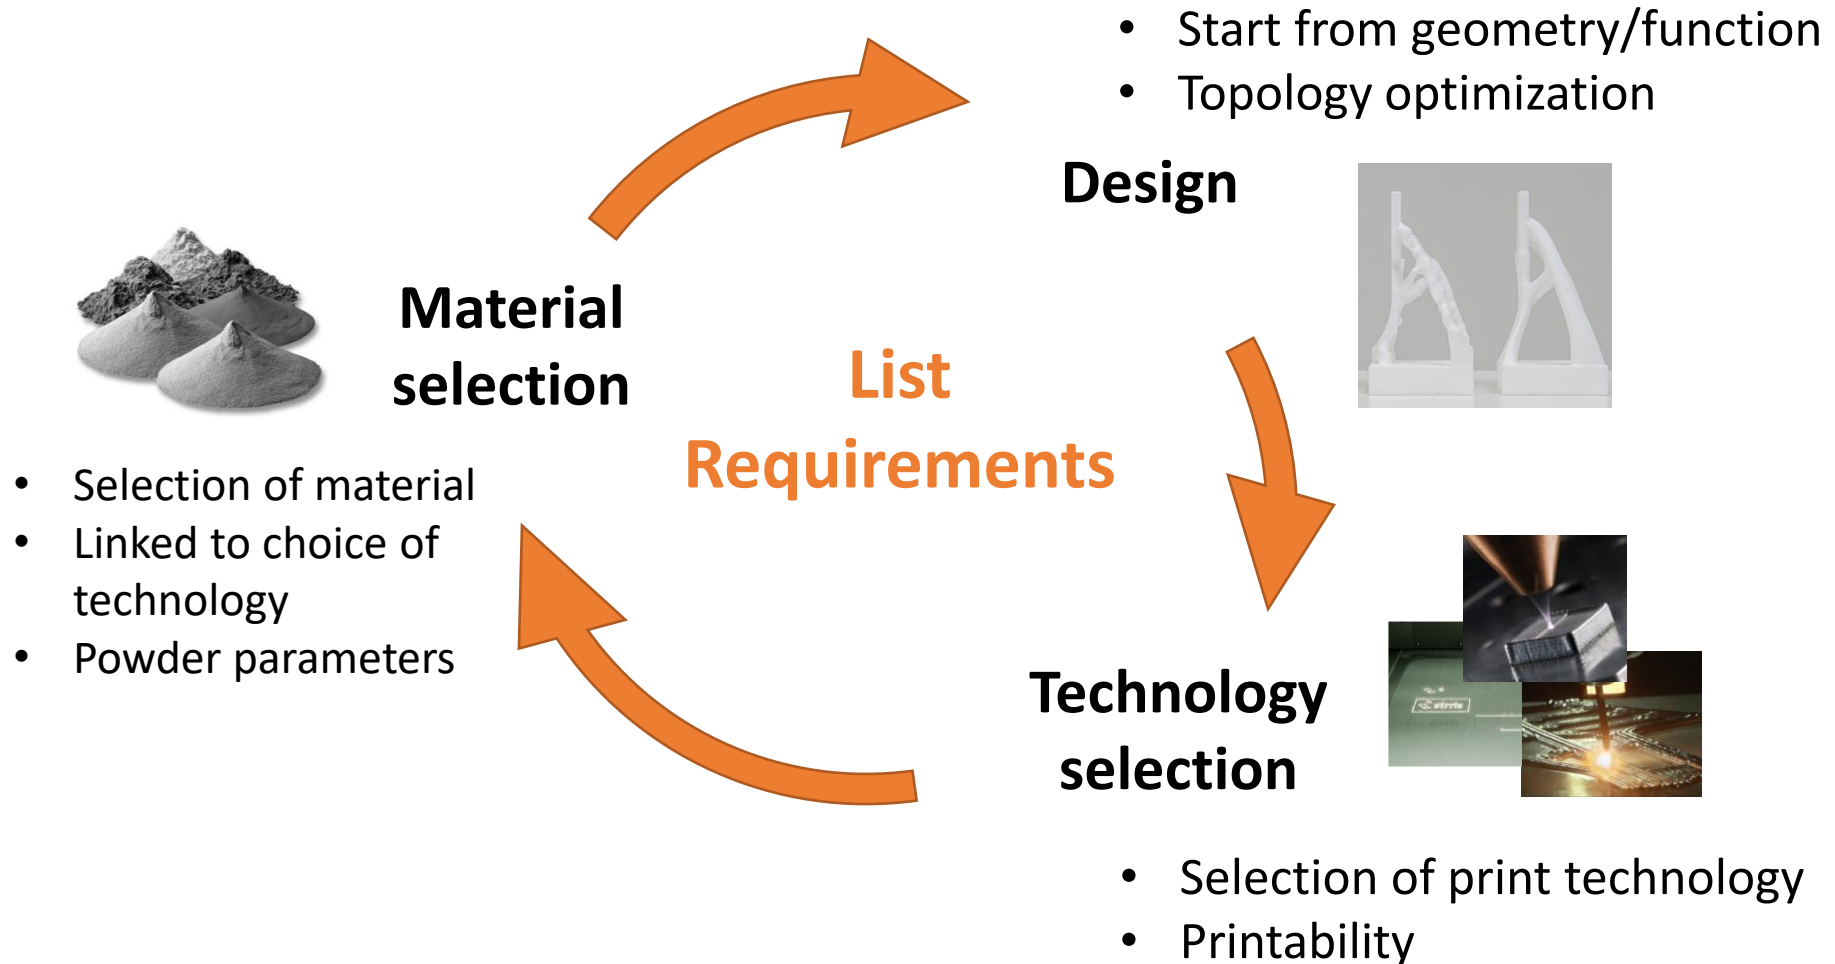 • Start from geometry/function
• Topology optimization
Design
Material
selection
List
Requirements
• Selection of material
• Linked to choice of
technology
• Powder parameters
Technology
selection
sirris
• Selection of print technology
• Printability